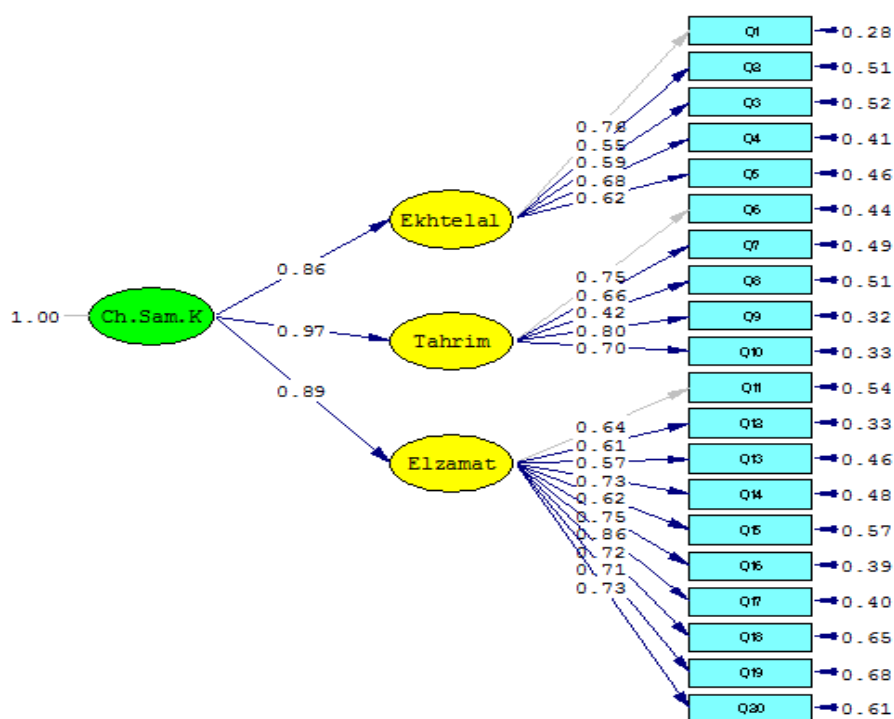 Q1 0.28
Q2 0.51
Q3 0.52
0.76
Q4 0.41
0.55
0.59
Q5 0.46
0.68
0.62
Q6 0.44
Ekhtelal
Q7 0.49
0.86
0.75
Q8 0.51
0.66
0.42
1.00 Ch.Sam.K
Q9 0.32
0.97
0.80
Tahrim
0.70
Q10 0.33
Q11 0.54
0.89
0.64
Q12 0.33
0.61
Elzamat
0.57
Q13 0.46
0.73
Q14 0.48
0.62
0.75
Q15 0.57
0.86
0.72
Q16 0.39
0.71
0.73
Q17 0.40
Q18 0.65
Q19 0.68
Q20 0.61